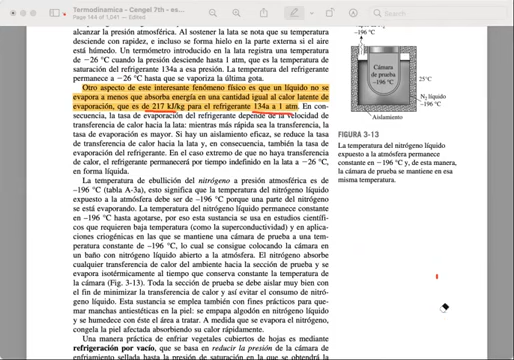 Termodinamica - Cengel 7th - es...
Page 144 of 1,041 — Edited
Search
alcanzar la presión atmosférica. Al sostener la lata se nota que su temperatura
desciende con rapidez, e incluso se forma hielo en la parte externa si el aire
está húmedo. Un termómetro introducido en la lata registra una temperatura
de −26 °C cuando la presión desciende hasta 1 atm, que es la temperatura de
saturación del refrigerante 134a a esa presión. La temperatura del refrigerante
permanece a −26 °C hasta que se vaporiza la última gota.
Otro aspecto de este interesante fenómeno físico es que un líquido no se
evapora a menos que absorba energía en una cantidad igual al calor latente de
evaporación, que es de 217 kJ/kg para el refrigerante 134a a 1 atm. En con-
secuencia, la tasa de evaporación del refrigerante depende de la velocidad de
transferencia de calor hacia la lata: mientras más rápida sea la transferencia, la
tasa de evaporación es mayor. Si hay un aislamiento eficaz, se reduce la tasa
de transferencia de calor hacia la lata y, en consecuencia, también la tasa de
evaporación del refrigerante. En el caso extremo de que no haya transferencia
de calor, el refrigerante permanecerá por tiempo indefinido en la lata a −26 °C,
en forma líquida.
La temperatura de ebullición del nitrógeno a presión atmosférica es de
−196 °C (tabla A-3a), esto significa que la temperatura del nitrógeno líquido
expuesto a la atmósfera debe ser de −196 °C porque una parte del nitrógeno
se está evaporando. La temperatura del nitrógeno líquido permanece constante
en −196 °C hasta agotarse, por eso esta sustancia se usa en estudios científi-
cos que requieren baja temperatura (como la superconductividad) y en aplica-
ciones criogénicas en las que se mantiene una cámara de prueba a una tem-
peratura constante de −196 °C, lo cual se consigue colocando la cámara en
un baño con nitrógeno líquido abierto a la atmósfera. El nitrógeno absorbe
cualquier transferencia de calor del ambiente hacia la sección de prueba y se
evapora isotérmicamente al tiempo que conserva constante la temperatura de
la cámara (Fig. 3-13). Toda la sección de prueba se debe aislar muy bien con
el fin de minimizar la transferencia de calor y así evitar el consumo de nitró-
geno líquido. Esta sustancia se emplea también con fines prácticos para que-
mar manchas antiestéticas en la piel: se empapa algodón en nitrógeno líquido
y se humedece con éste el área a tratar. A medida que se evapora el nitrógeno,
congela la piel afectada absorbiendo su calor rápidamente.
Una manera práctica de enfriar vegetales cubiertos de hojas es mediante
refrigeración por vacío, que se basa en reducir la presión de la cámara de
enfriamiento sellada hasta la presión de saturación en la que se obtendrá la
−196 °C
Cámara
de prueba
−196 °C
25°C
N2 líquido
−196 °C
Aislamiento
FIGURA 3-13
La temperatura del nitrógeno líquido
expuesto a la atmósfera permanece
constante en −196 °C y, de esta manera,
la cámara de prueba se mantiene en esa
misma temperatura.